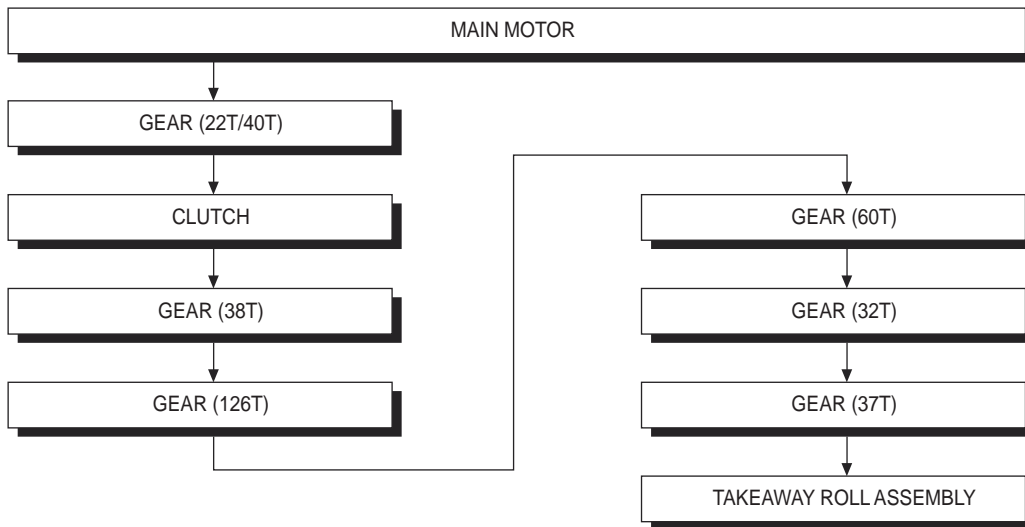 MAIN MOTOR
GEAR (22T/40T)
CLUTCH
GEAR (38T)
GEAR (126T)
GEAR (60T)
GEAR (32T)
GEAR (37T)
TAKEAWAY ROLL ASSEMBLY